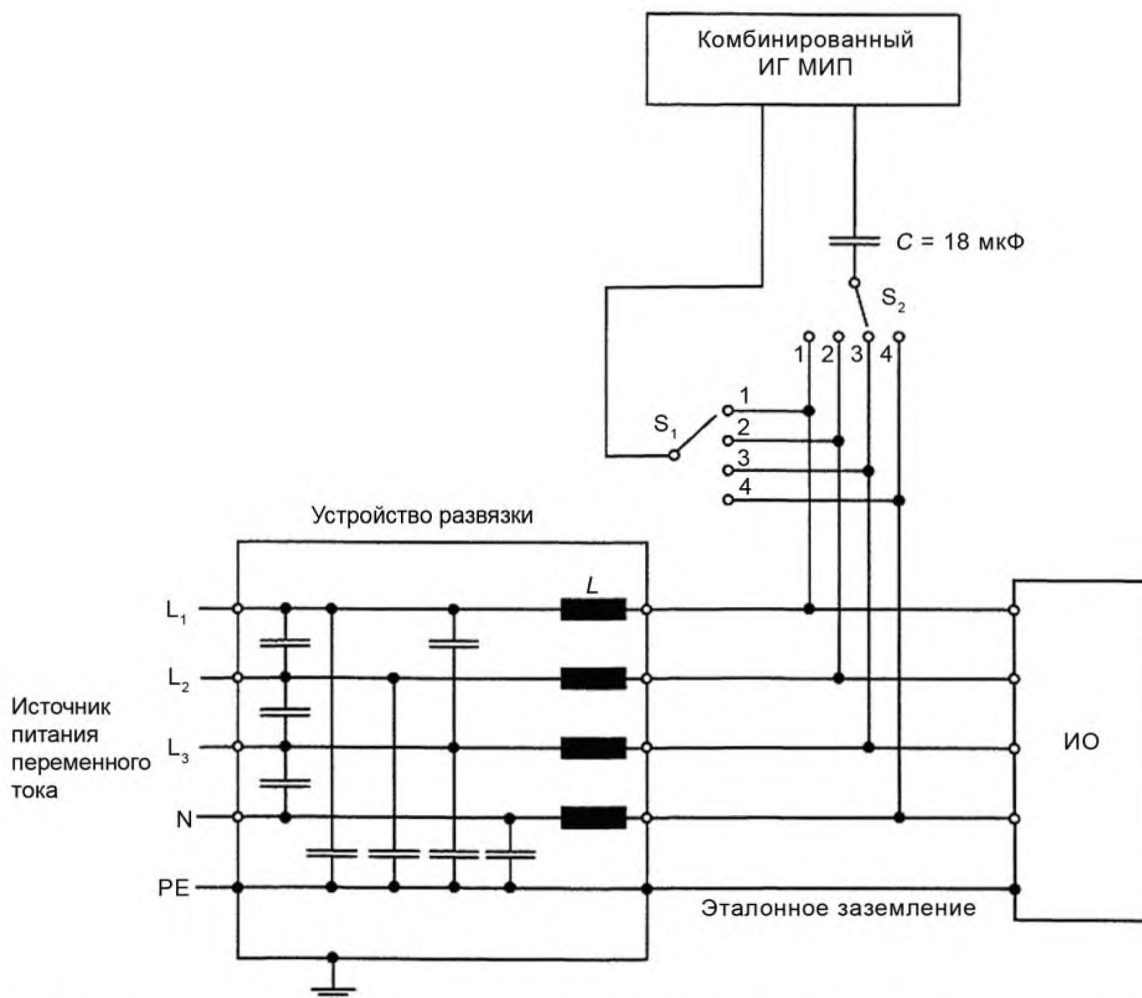 Комбинированный
ИГ МИП
C = 18 мкФ
S₂
1 2 3 4
S₁
1
2
3
4
Устройство развязки
L
L₁
L₂
L₃
N
PE
Источник
питания
переменного
тока
ИО
Эталонное заземление